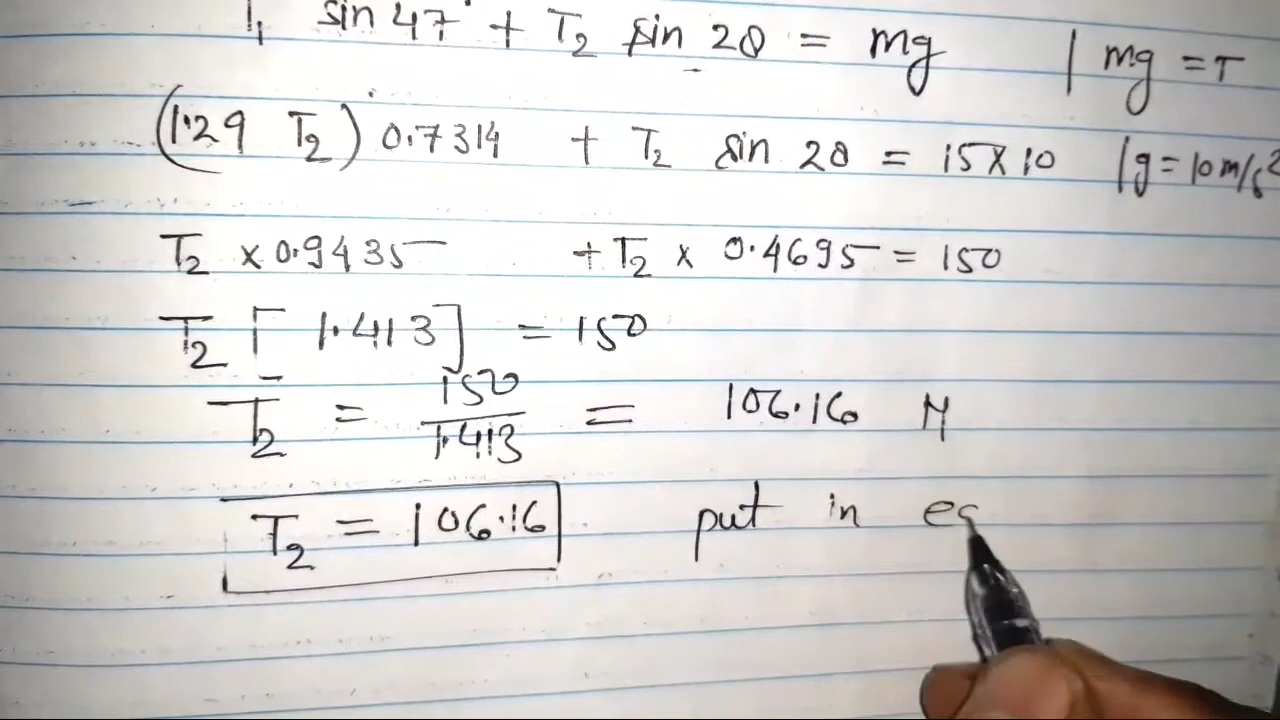 T₁ sin 47° + T₂ sin 28 = mg | mg = T
(1.29 T₂) 0.7314 + T₂ sin 28 = 15 x 10 | g = 10 m/s²
T₂ x 0.9435 + T₂ x 0.4695 = 150
T₂ [ 1.413 ] = 150
T₂ = 150/1.413 = 106.16 N
T₂ = 106.16 put in eq